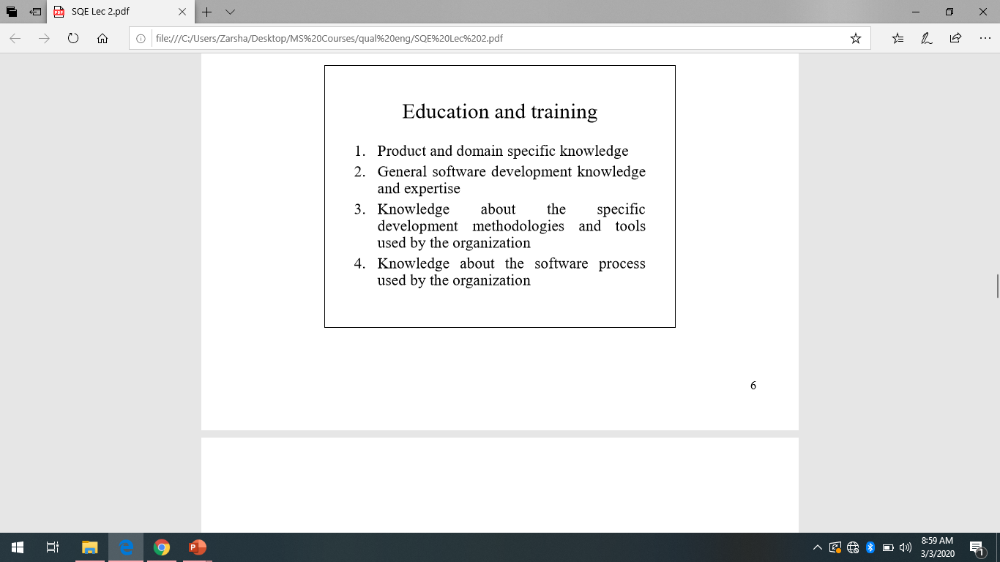 SQE Lec 2.pdf
file:///C:/Users/Zarsha/Desktop/MS%20Courses/qual%20eng/SQE%20Lec%202.pdf
Education and training
1. Product and domain specific knowledge
2. General software development knowledge
and expertise
3. Knowledge about the specific
development methodologies and tools
used by the organization
4. Knowledge about the software process
used by the organization
6
8:59 AM
3/3/2020
1